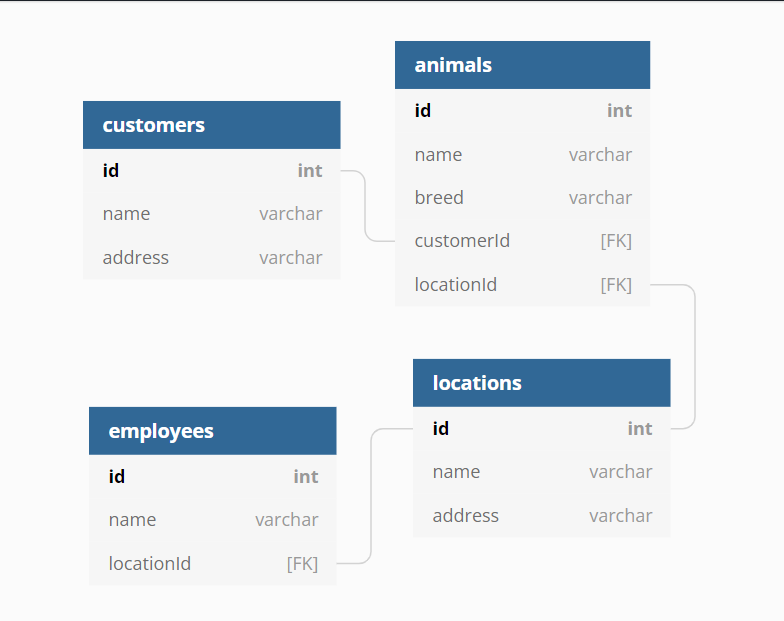 customers
id int
name varchar
address varchar
animals
id int
name varchar
breed varchar
customerId [FK]
locationId [FK]
employees
id int
name varchar
locationId [FK]
locations
id int
name varchar
address varchar